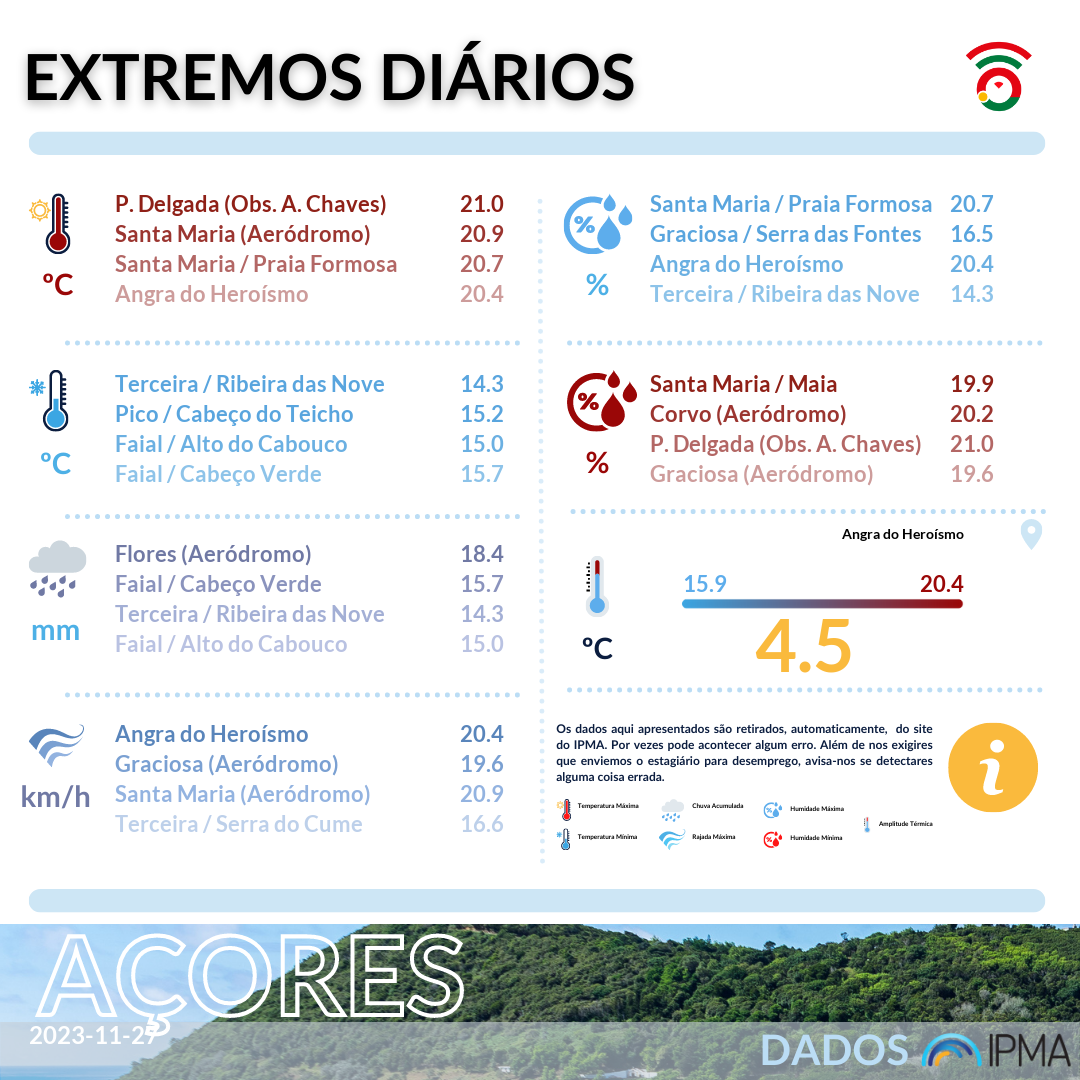 EXTREMOS DIÁRIOS
P. Delgada (Obs. A. Chaves) 21.0
Santa Maria (Aeródromo) 20.9
Santa Maria / Praia Formosa 20.7
Angra do Heroísmo 20.4
ºC
Terceira / Ribeira das Nove 14.3
Pico / Cabeço do Teicho 15.2
Faial / Alto do Cabouco 15.0
Faial / Cabeço Verde 15.7
ºC
Flores (Aeródromo) 18.4
Faial / Cabeço Verde 15.7
Terceira / Ribeira das Nove 14.3
Faial / Alto do Cabouco 15.0
mm
Angra do Heroísmo 20.4
Graciosa (Aeródromo) 19.6
Santa Maria (Aeródromo) 20.9
Terceira / Serra do Cume 16.6
km/h
%
Santa Maria / Praia Formosa 20.7
Graciosa / Serra das Fontes 16.5
Angra do Heroísmo 20.4
Terceira / Ribeira das Nove 14.3
%
%
Santa Maria / Maia 19.9
Corvo (Aeródromo) 20.2
P. Delgada (Obs. A. Chaves) 21.0
Graciosa (Aeródromo) 19.6
%
Angra do Heroísmo
15.9 20.4
ºC
4.5
Os dados aqui apresentados são retirados, automaticamente, do site
do IPMA. Por vezes pode acontecer algum erro. Além de nos exigires
que enviemos o estagiário para desemprego, avisa-nos se detectares
alguma coisa errada.
i
Temperatura Máxima
Chuva Acumulada
Humidade Máxima
Amplitude Térmica
Temperatura Mínima
Rajada Máxima
Humidade Mínima
AÇORES
2023-11-27
DADOS IPMA